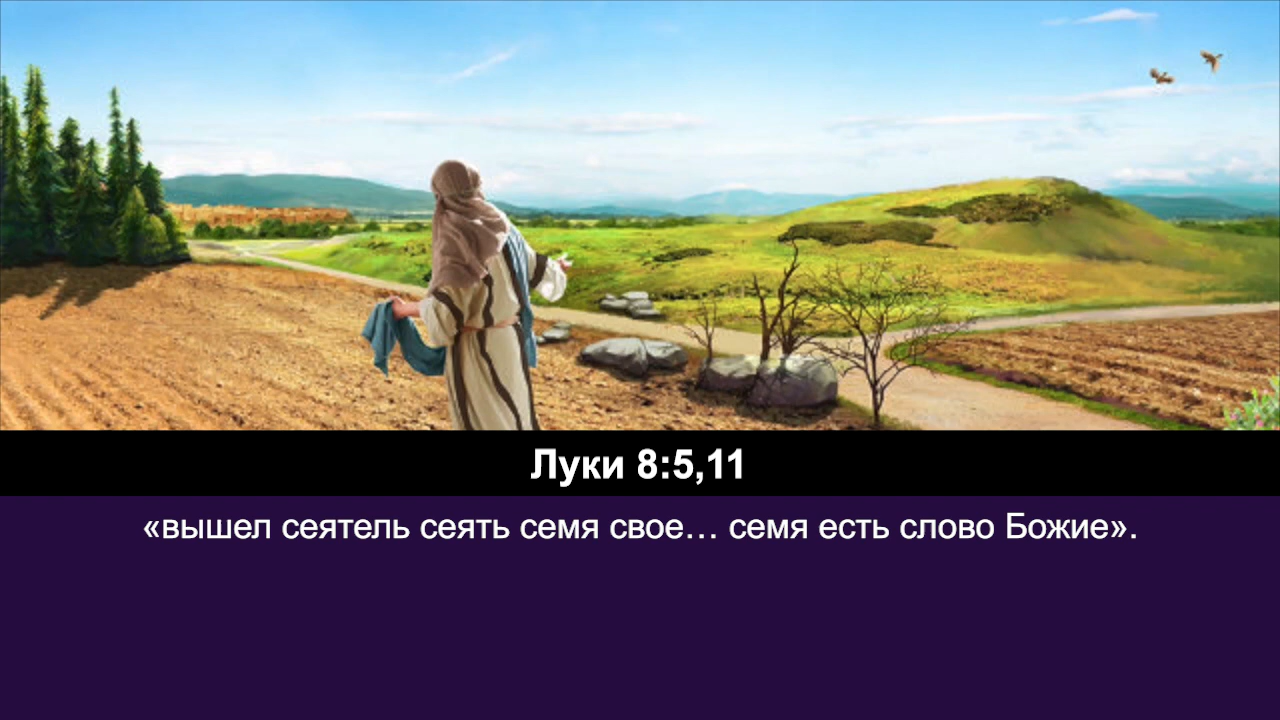 Луки 8:5,11
«вышел сеятель сеять семя свое… семя есть слово Божие».